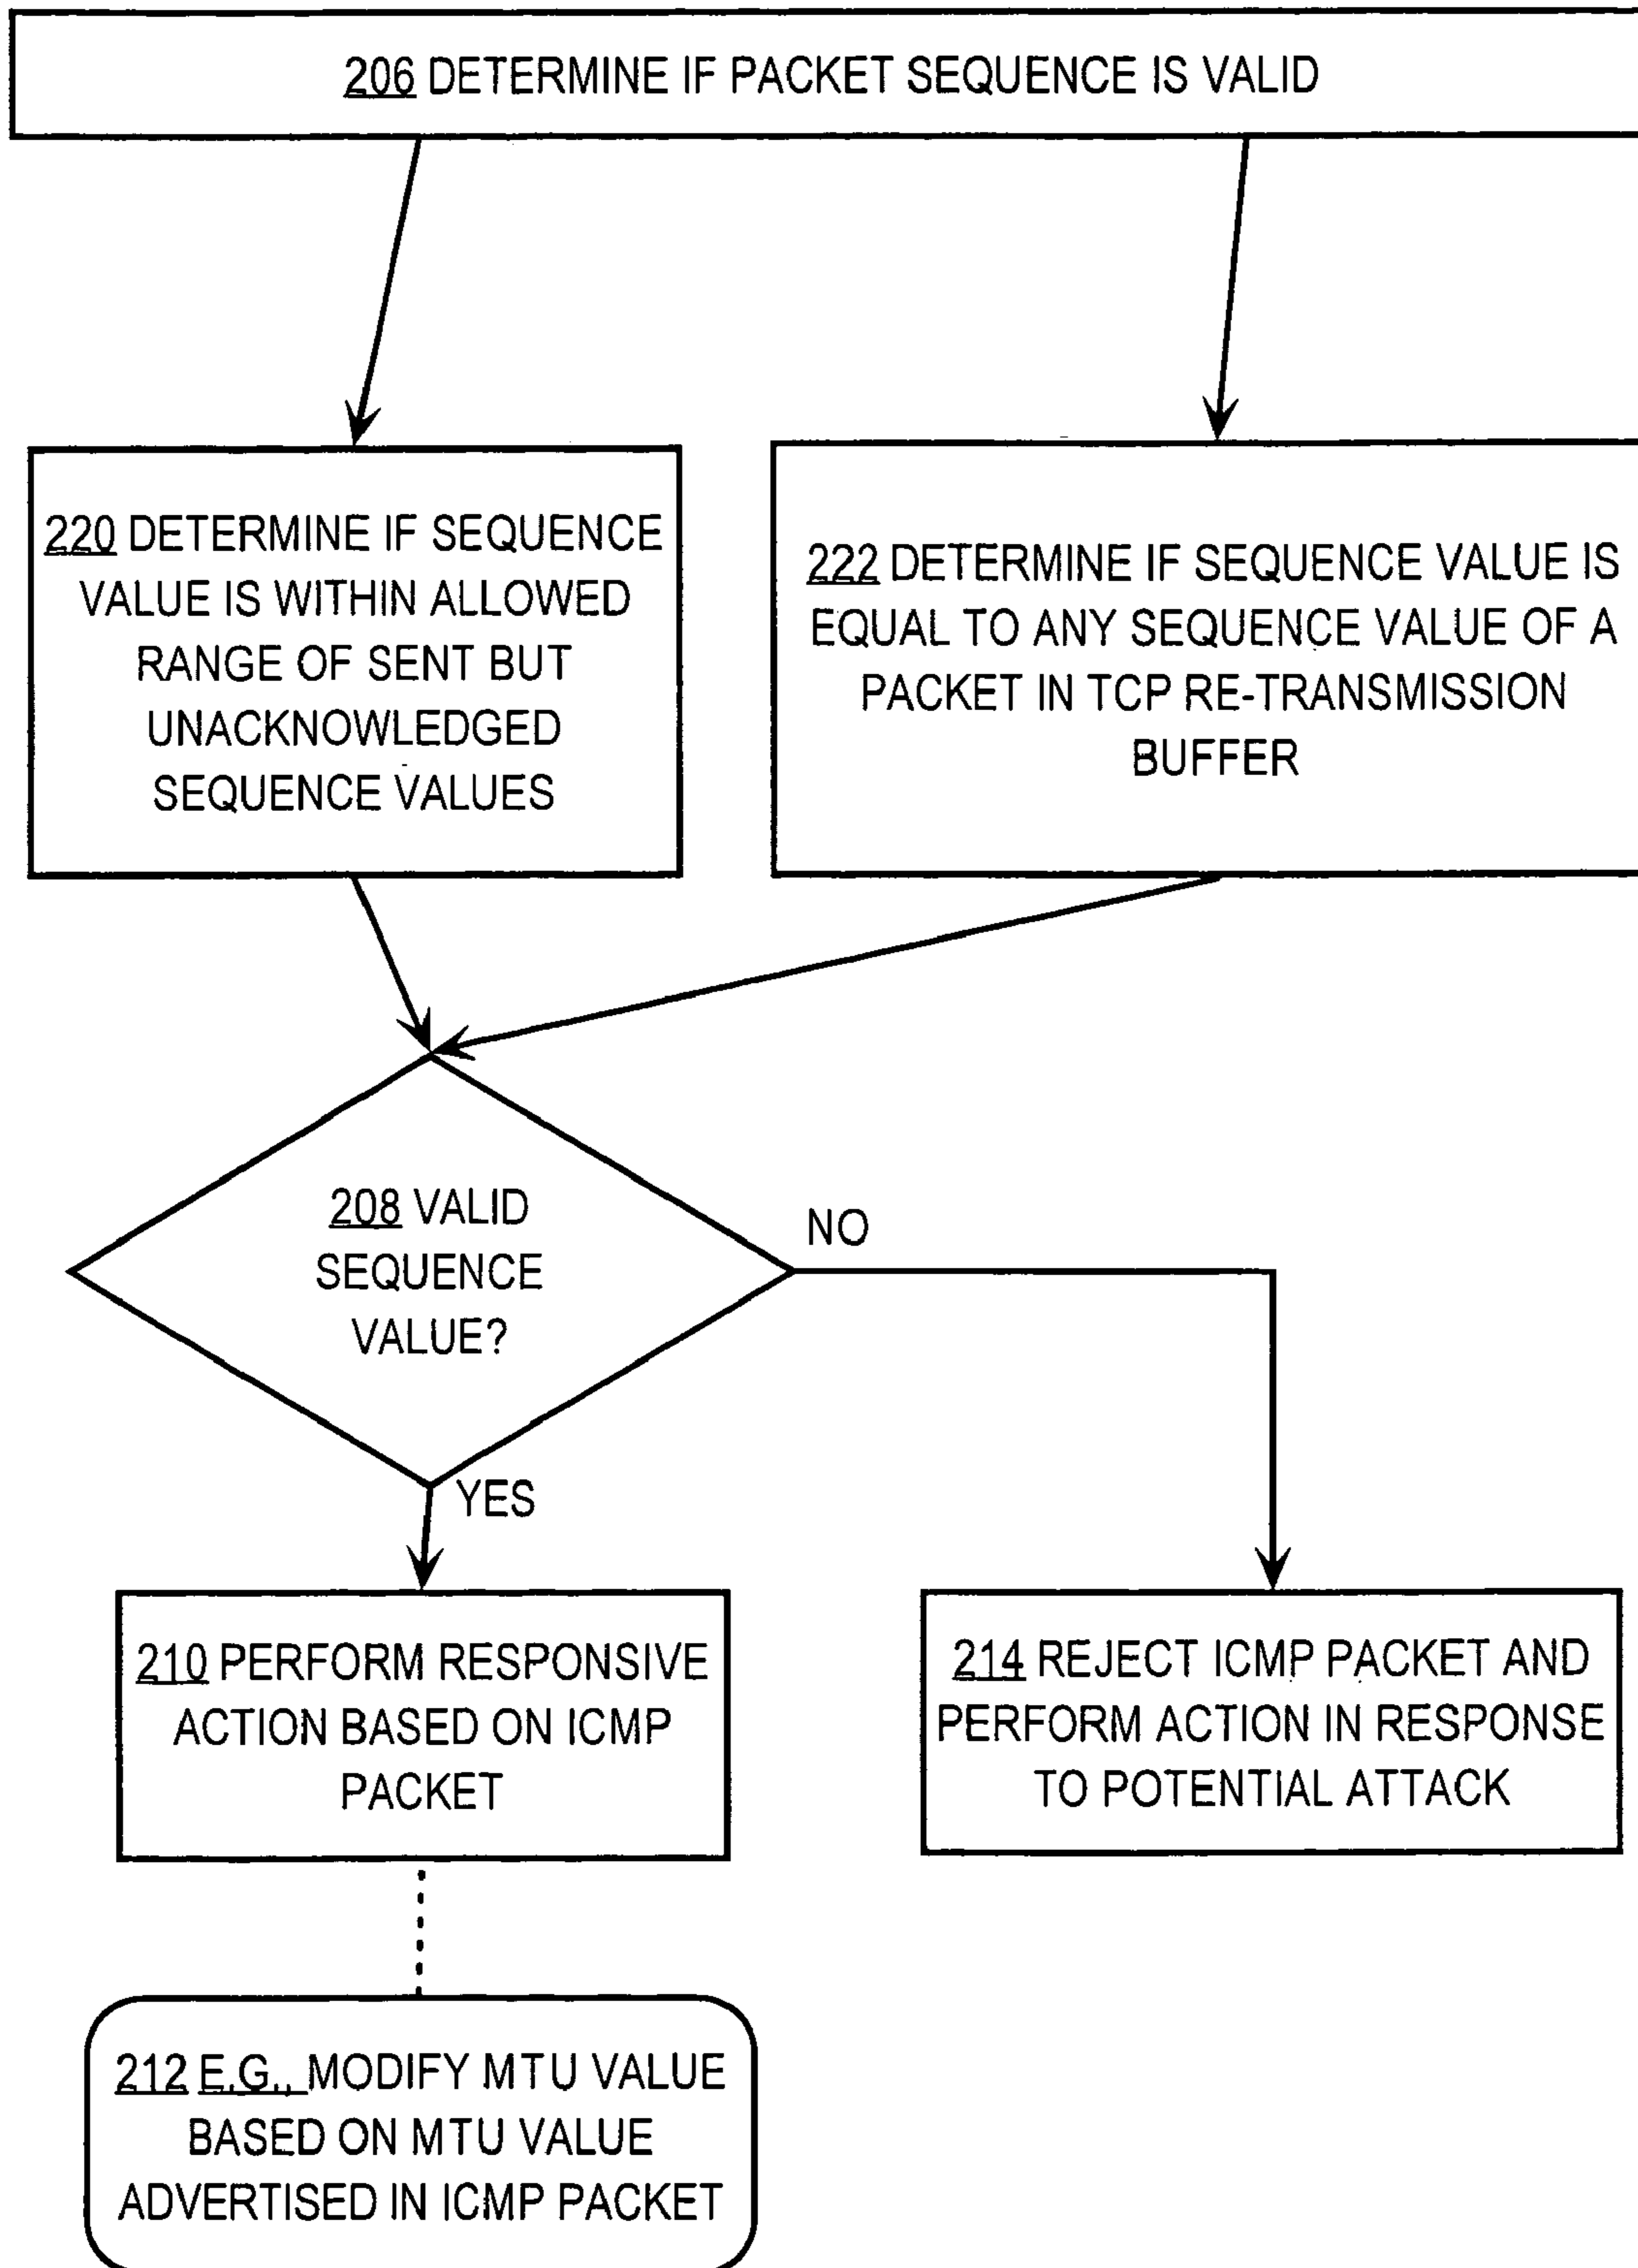 206 DETERMINE IF PACKET SEQUENCE IS VALID
220 DETERMINE IF SEQUENCE
VALUE IS WITHIN ALLOWED
RANGE OF SENT BUT
UNACKNOWLEDGED
SEQUENCE VALUES
222 DETERMINE IF SEQUENCE VALUE IS
EQUAL TO ANY SEQUENCE VALUE OF A
PACKET IN TCP RE-TRANSMISSION
BUFFER
208 VALID
SEQUENCE
VALUE?
NO
YES
210 PERFORM RESPONSIVE
ACTION BASED ON ICMP
PACKET
214 REJECT ICMP PACKET AND
PERFORM ACTION IN RESPONSE
TO POTENTIAL ATTACK
212 E.G., MODIFY MTU VALUE
BASED ON MTU VALUE
ADVERTISED IN ICMP PACKET